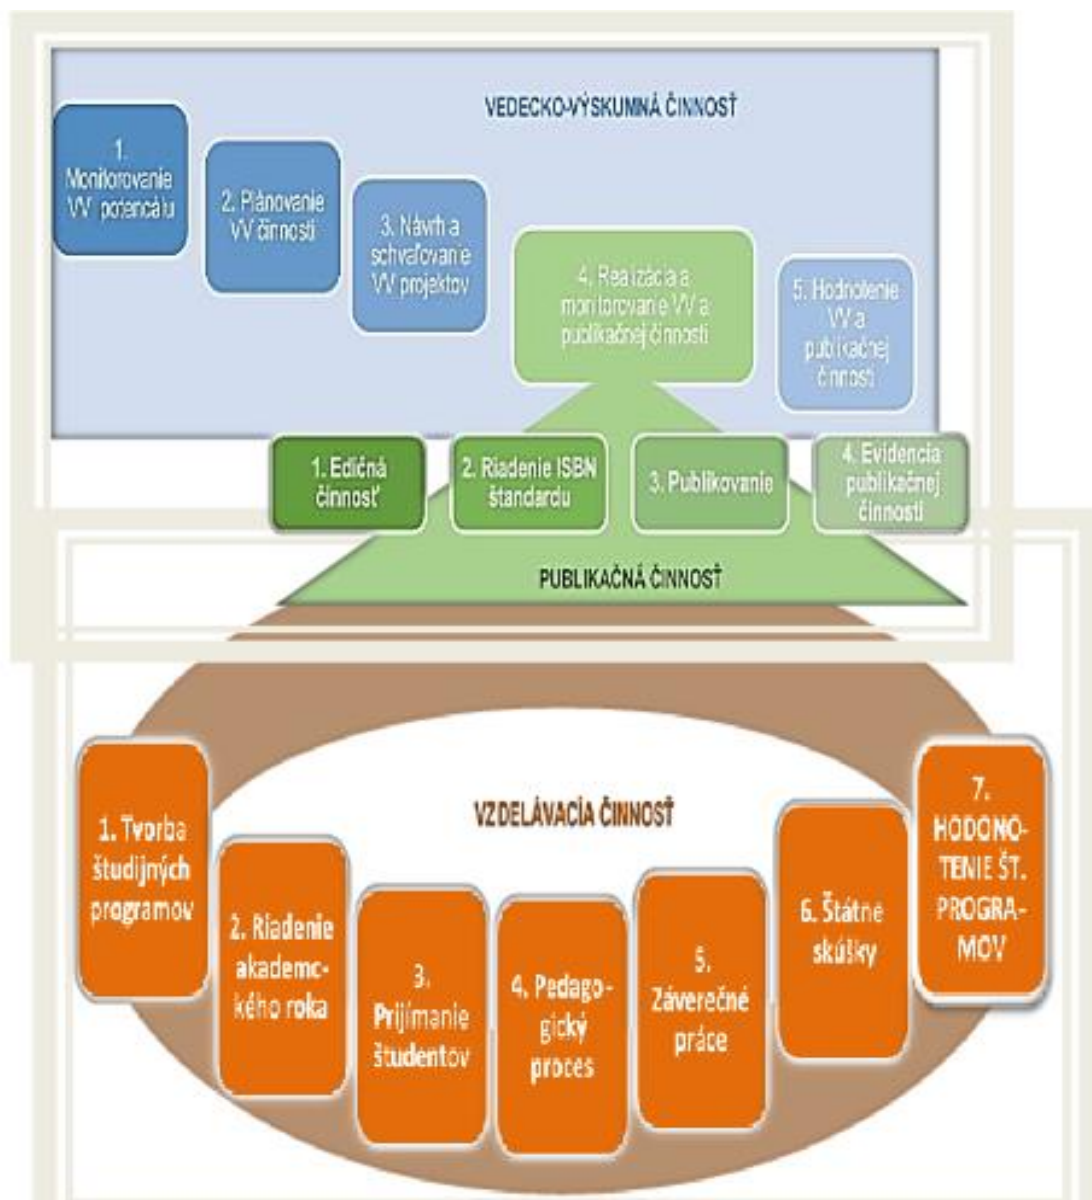 VEDECKO-VÝSKUMNÁ ČINNOSŤ
1.
Monitorovanie
VV potenciálu
2. Plánovanie
VV činnosti
3. Návrh a
schvaľovanie
VV projektov
4. Realizácia a
monitorovanie VV a
publikačnej činnosti
5. Hodnotenie
VV a
publikačnej
činnosti
1. Edičná
činnosť
2. Riadenie ISBN
štandardu
3. Publikovanie
4. Evidencia
publikačnej
činnosti
PUBLIKAČNÁ ČINNOSŤ
VZDELÁVACIA ČINNOSŤ
1. Tvorba
študijných
programov
2. Riadenie
akademc-
kého roka
3.
Prijímanie
študentov
4. Pedago-
gický
proces
5.
Záverečné
práce
6. Štátne
skúšky
7.
HODONO-
TENIE ŠT.
PROGRA-
MOV